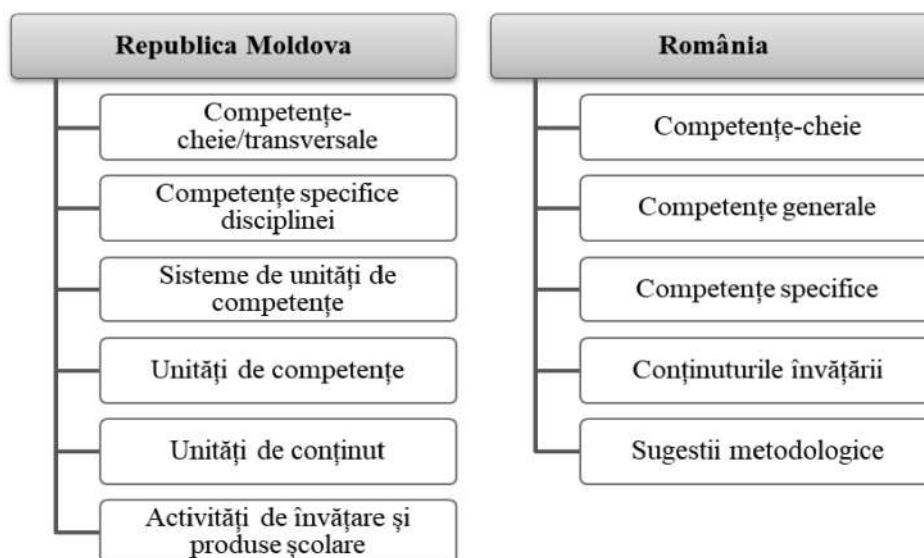 Republica Moldova
Competențe-
cheie/transversale
Competențe specifice
disciplinei
Sisteme de unități de
competențe
Unități de competențe
Unități de conținut
Activități de învățare și
produse școlare
România
Competențe-cheie
Competențe generale
Competențe specifice
Conținuturile învățării
Sugestii metodologice